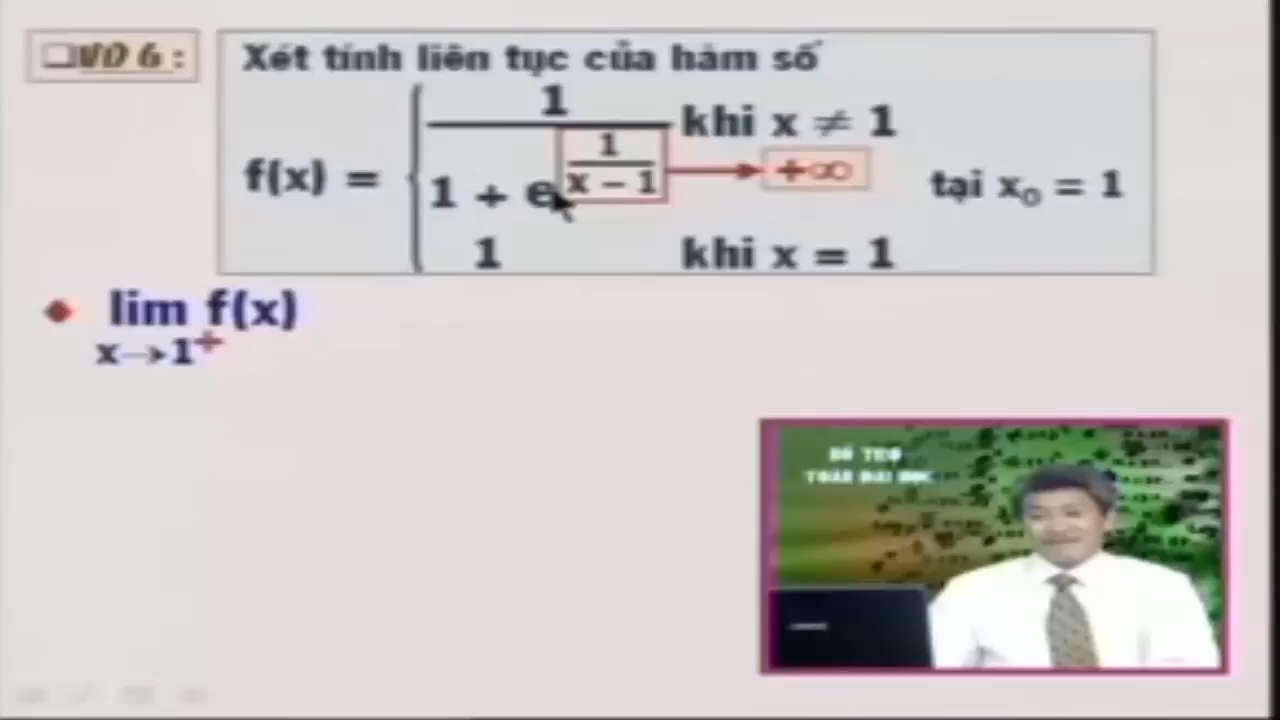 ❑VD 6 :
Xét tính liên tục của hàm số
f(x) = { 1 / (1 + e^(1/(x − 1))) khi x ≠ 1
→ +∞
1 khi x = 1
tại x₀ = 1
lim f(x)
x→1⁺